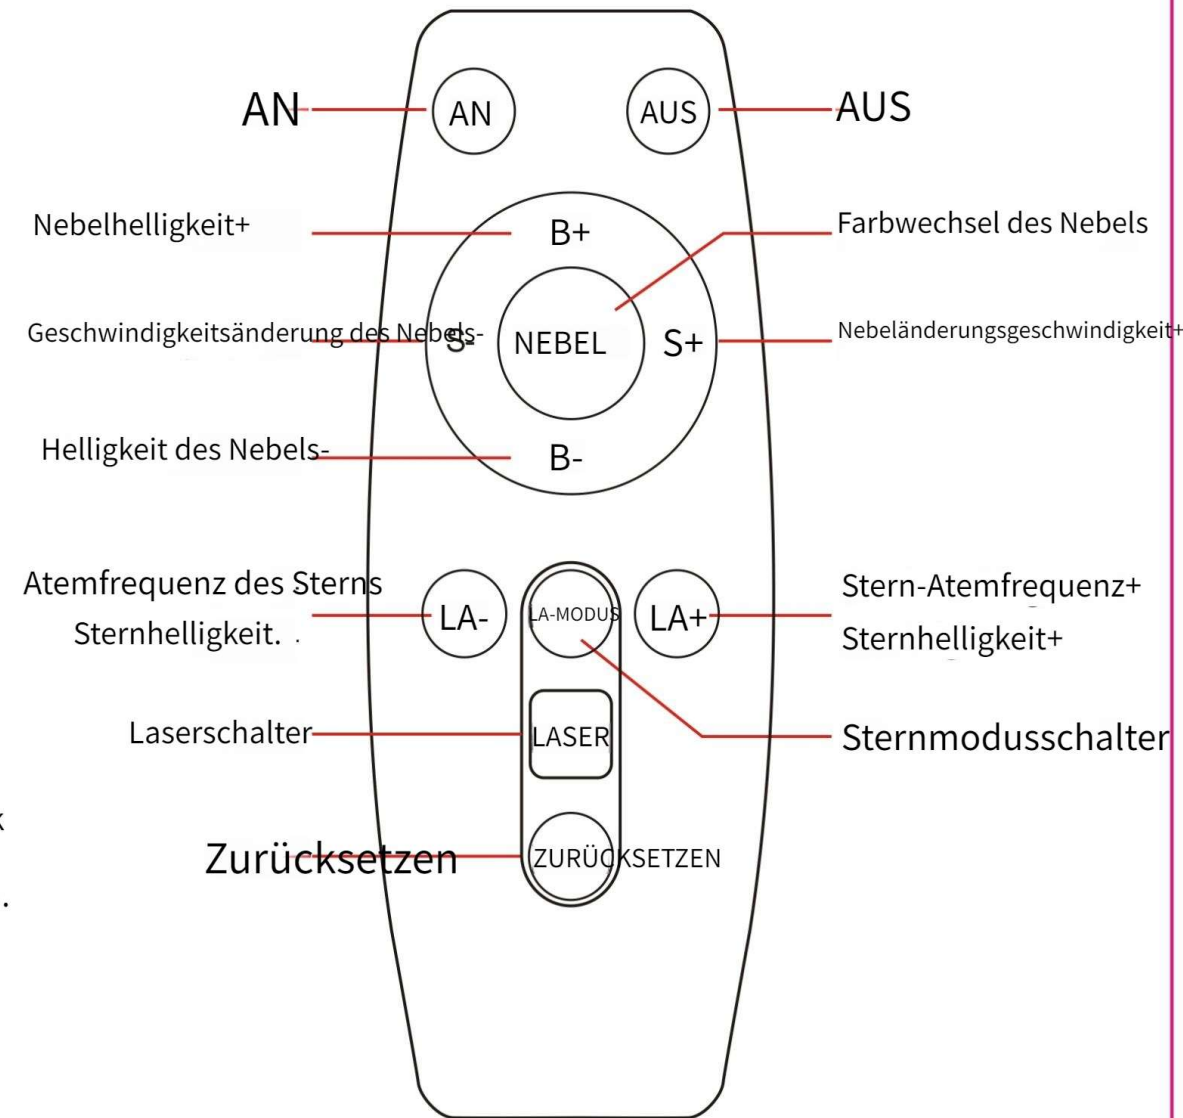 AN
AN
AUS
AUS
Nebelhelligkeit+
B+
Farbwechsel des Nebels
Geschwindigkeitsänderung des Nebels-
S-
NEBEL
S+
Nebeländerungsgeschwindigkeit+
Helligkeit des Nebels-
B-
Atemfrequenz des Sterns
Sternhelligkeit. .
LA-
LA-MODUS
LA+
Stern-Atemfrequenz+
Sternhelligkeit+
Laserschalter
LASER
Sternmodusschalter
Zurücksetzen
ZURÜCKSETZEN